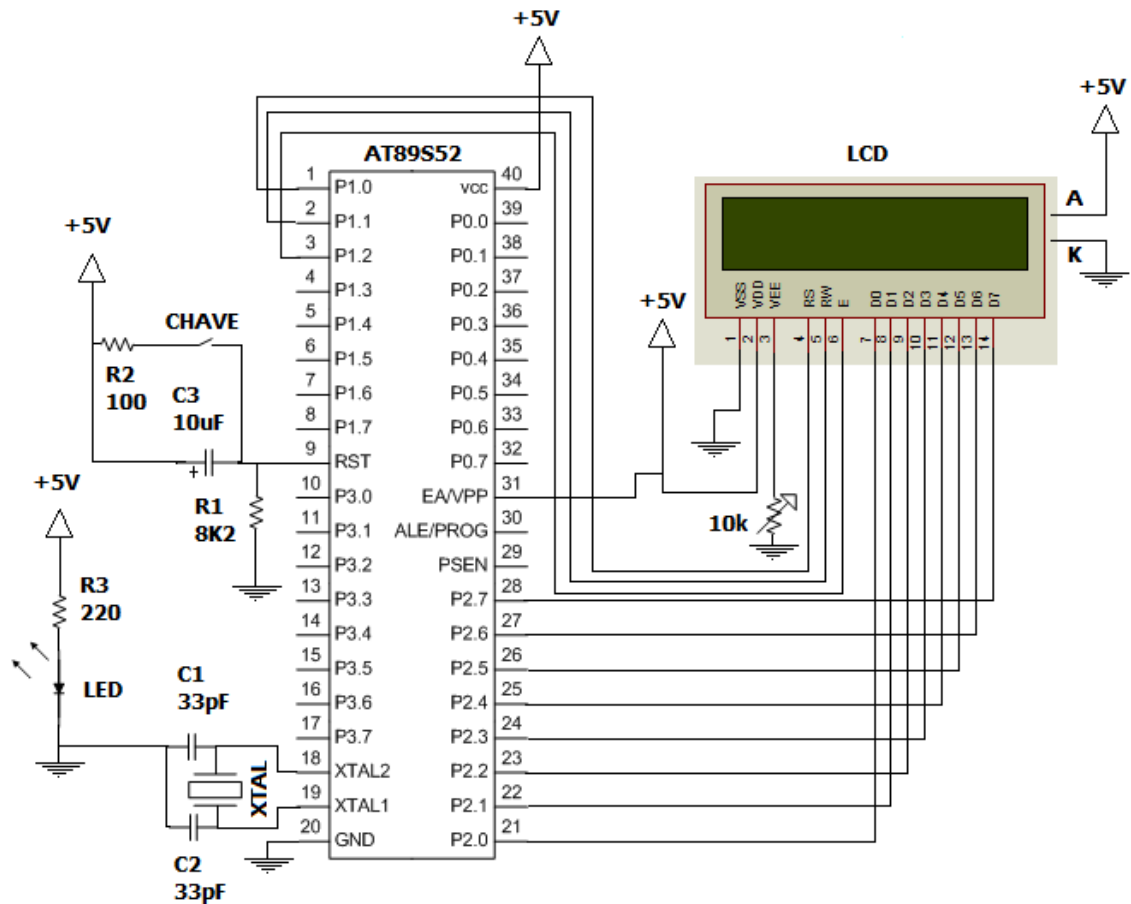 +5V
+5V
AT89S52
LCD
1 P1.0 VCC 40
2 P1.1 P0.0 39
3 P1.2 P0.1 38
4 P1.3 P0.2 37
5 P1.4 P0.3 36
6 P1.5 P0.4 35
7 P1.6 P0.5 34
8 P1.7 P0.6 33
9 RST P0.7 32
10 P3.0 EA/VPP 31
11 P3.1 ALE/PROG 30
12 P3.2 PSEN 29
13 P3.3 P2.7 28
14 P3.4 P2.6 27
15 P3.5 P2.5 26
16 P3.6 P2.4 25
17 P3.7 P2.3 24
18 XTAL2 P2.2 23
19 XTAL1 P2.1 22
20 GND P2.0 21
A
K
VSS VDD VEE RS RW E D0 D1 D2 D3 D4 D5 D6 D7
1 2 3 4 5 6 7 8 9 10 11 12 13 14
+5V
10k
+5V
CHAVE
R2
100
C3
10uF
+
R1
8K2
+5V
R3
220
LED
C1
33pF
XTAL
C2
33pF